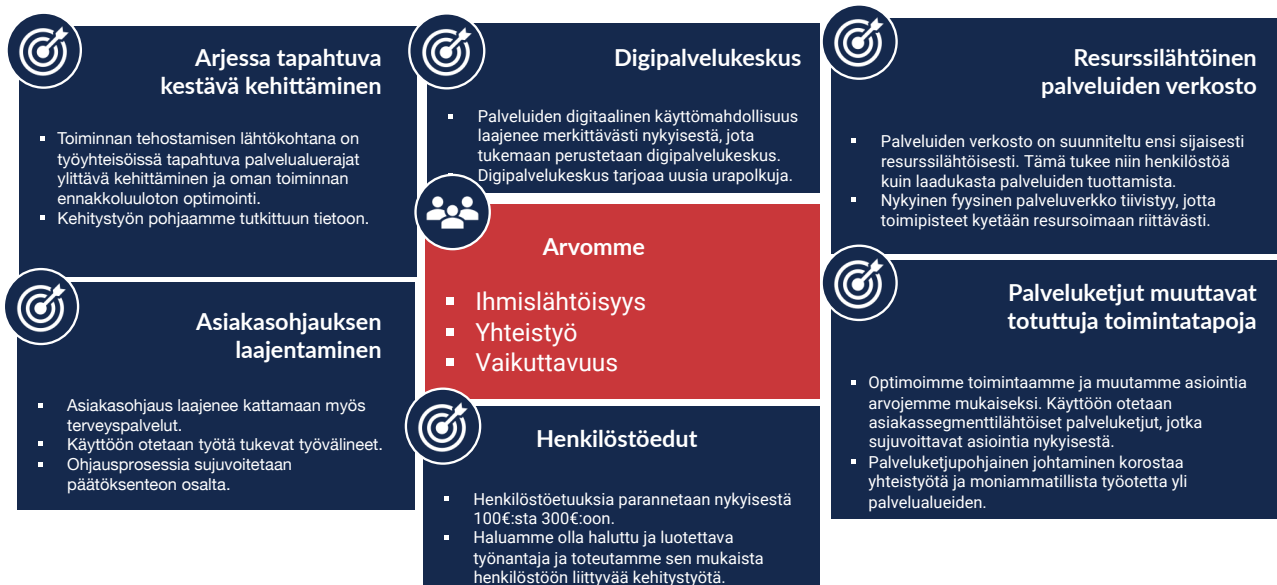 Arjessa tapahtuva
kestävä kehittäminen
▪ Toiminnan tehostamisen lähtökohtana on
työyhteisöissä tapahtuva palvelualuerajat
ylittävä kehittäminen ja oman toiminnan
ennakkoluuloton optimointi.
▪ Kehitystyön pohjaamme tutkittuun tietoon.
Digipalvelukeskus
▪ Palveluiden digitaalinen käyttömahdollisuus
laajenee merkittävästi nykyisestä, jota
tukemaan perustetaan digipalvelukeskus.
Digipalvelukeskus tarjoaa uusia urapolkuja.
Resurssilähtöinen
palveluiden verkosto
▪ Palveluiden verkosto on suunniteltu ensi sijaisesti
resurssilähtöisesti. Tämä tukee niin henkilöstöä
kuin laadukasta palveluiden tuottamista.
▪ Nykyinen fyysinen palveluverkko tiivistyy, jotta
toimipisteet kyetään resursoimaan riittävästi.
Asiakasohjauksen
laajentaminen
▪ Asiakasohjaus laajenee kattamaan myös
terveyspalvelut.
▪ Käyttöön otetaan työtä tukevat työvälineet.
▪ Ohjausprosessia sujuvoitetaan
päätöksenteon osalta.
Arvomme
▪ Ihmislähtöisyys
▪ Yhteistyö
▪ Vaikuttavuus
Henkilöstöedut
▪ Henkilöstöetuuksia parannetaan nykyisestä
100€:sta 300€:oon.
▪ Haluamme olla haluttu ja luotettava
työnantaja ja toteutamme sen mukaista
henkilöstöön liittyvää kehitystyötä.
Palveluketjut muuttavat
totuttuja toimintatapoja
▪ Optimoimme toimintaamme ja muutamme asiointia
arvojemme mukaiseksi. Käyttöön otetaan
asiakassegmenttilähtöiset palveluketjut, jotka
sujuvoittavat asiointia nykyisestä.
▪ Palveluketjupohjainen johtaminen korostaa
yhteistyötä ja moniammatillista työotetta yli
palvelualueiden.